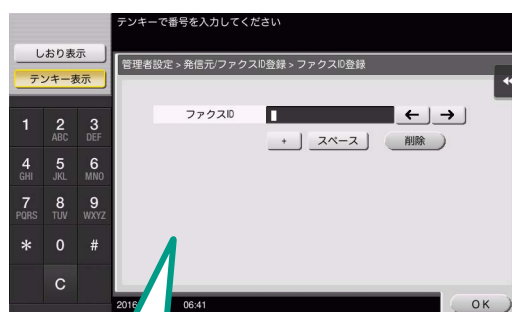 テンキーで番号を入力してください
しおり表示
テンキー表示
管理者設定 > 発信元/ファクスID登録 > ファクスID登録
ファクスID
← →
+ スペース 削除
1 2 ABC 3 DEF
4 GHI 5 JKL 6 MNO
7 PQRS 8 TUV 9 WXYZ
* 0 #
C
2016 06:41
OK